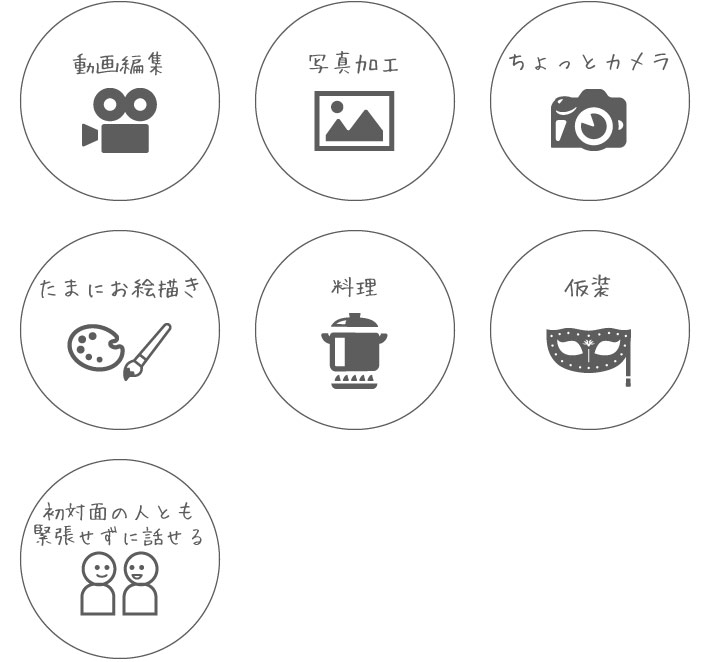 動画編集
写真加工
ちょっとカメラ
たまにお絵描き
料理
仮装
初対面の人とも
緊張せずに話せる